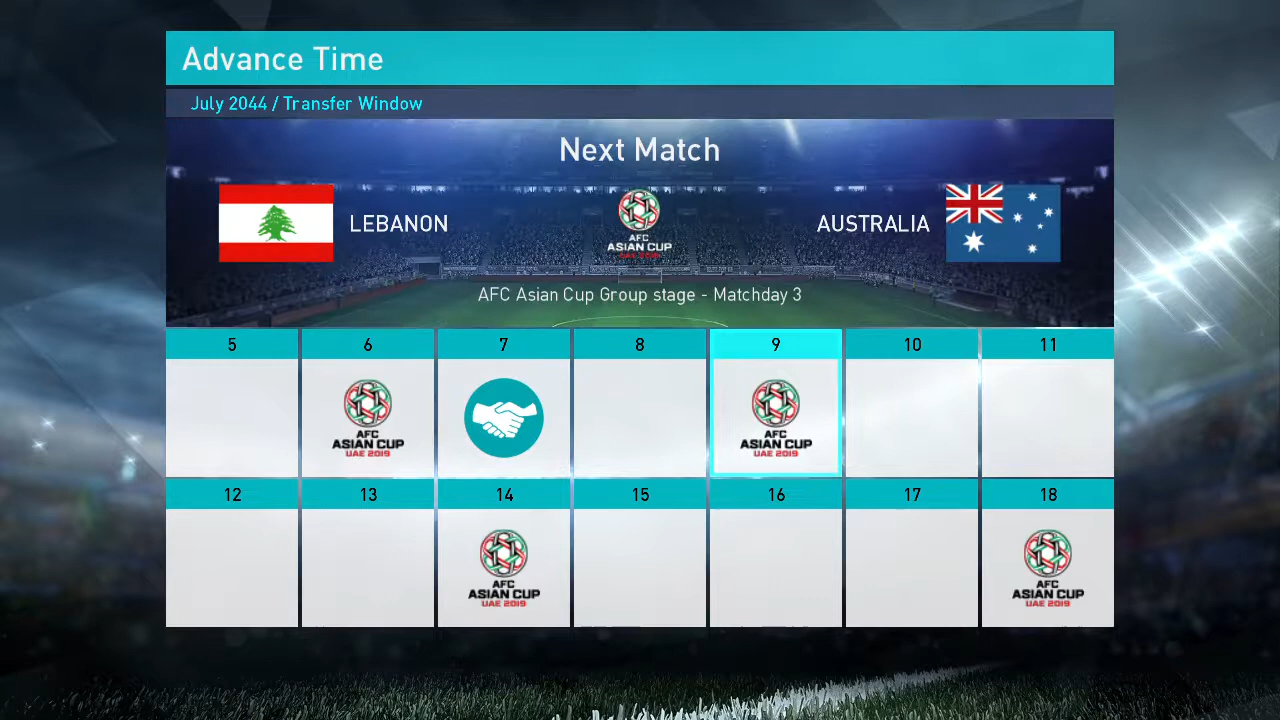 Advance Time
July 2044 / Transfer Window
Next Match
LEBANON
AUSTRALIA
AFC
ASIAN CUP
UAE 2019
AFC Asian Cup Group stage - Matchday 3
5 6 7 8 9 10 11
AFC
ASIAN CUP
UAE 2019
AFC
ASIAN CUP
UAE 2019
12 13 14 15 16 17 18
AFC
ASIAN CUP
UAE 2019
AFC
ASIAN CUP
UAE 2019